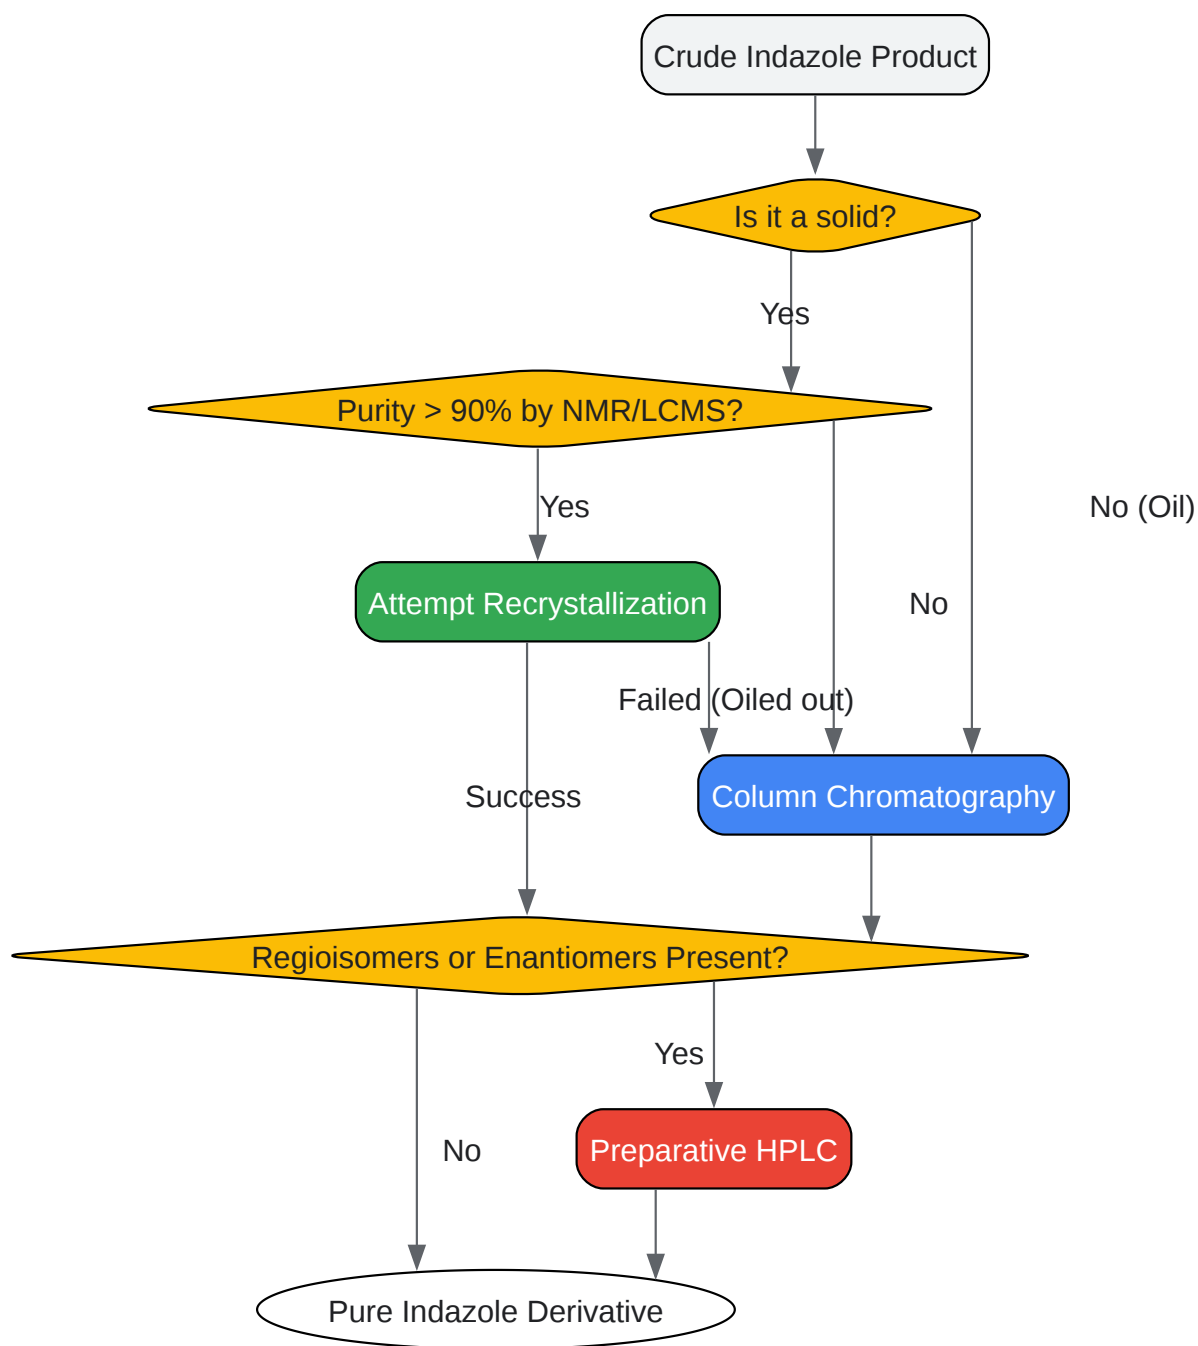 Crude Indazole Product
Is it a solid?
Yes
Purity > 90% by NMR/LCMS?
Yes
No (Oil)
Attempt Recrystallization
No
Failed (Oiled out)
Success
Column Chromatography
Regioisomers or Enantiomers Present?
Yes
No
Preparative HPLC
Pure Indazole Derivative